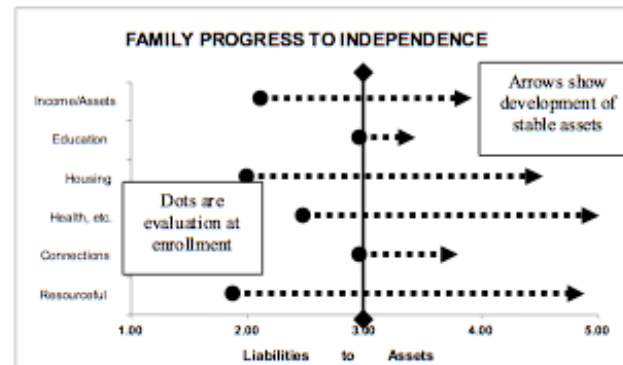 FAMILY PROGRESS TO INDEPENDENCE
Arrows show
development of
stable assets
Income/Assets
Education
Housing
Dots are
evaluation at
enrollment
Health, etc.
Connections
Resourceful
1.00 2.00 3.00 4.00 5.00
Liabilities to Assets